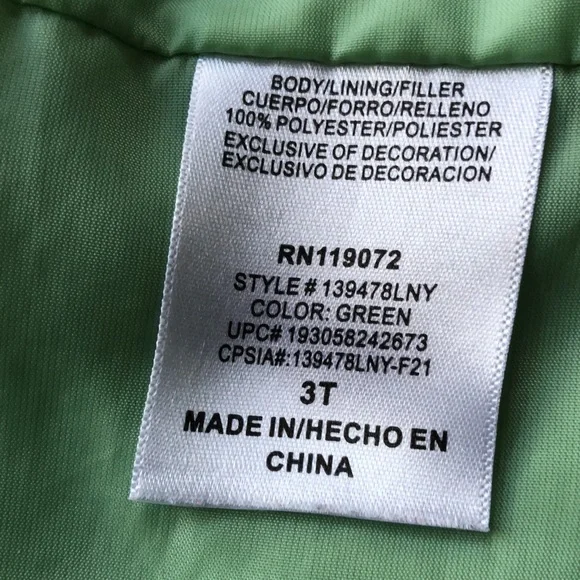 BODY/LINING/FILLER
CUERPO/FORRO/RELLENO
100% POLYESTER/POLIESTER
EXCLUSIVE OF DECORATION/
EXCLUSIVO DE DECORACION
RN119072
STYLE # 139478LNY
COLOR: GREEN
UPC# 193058242673
CPSIA#:139478LNY-F21
3T
MADE IN/HECHO EN
CHINA